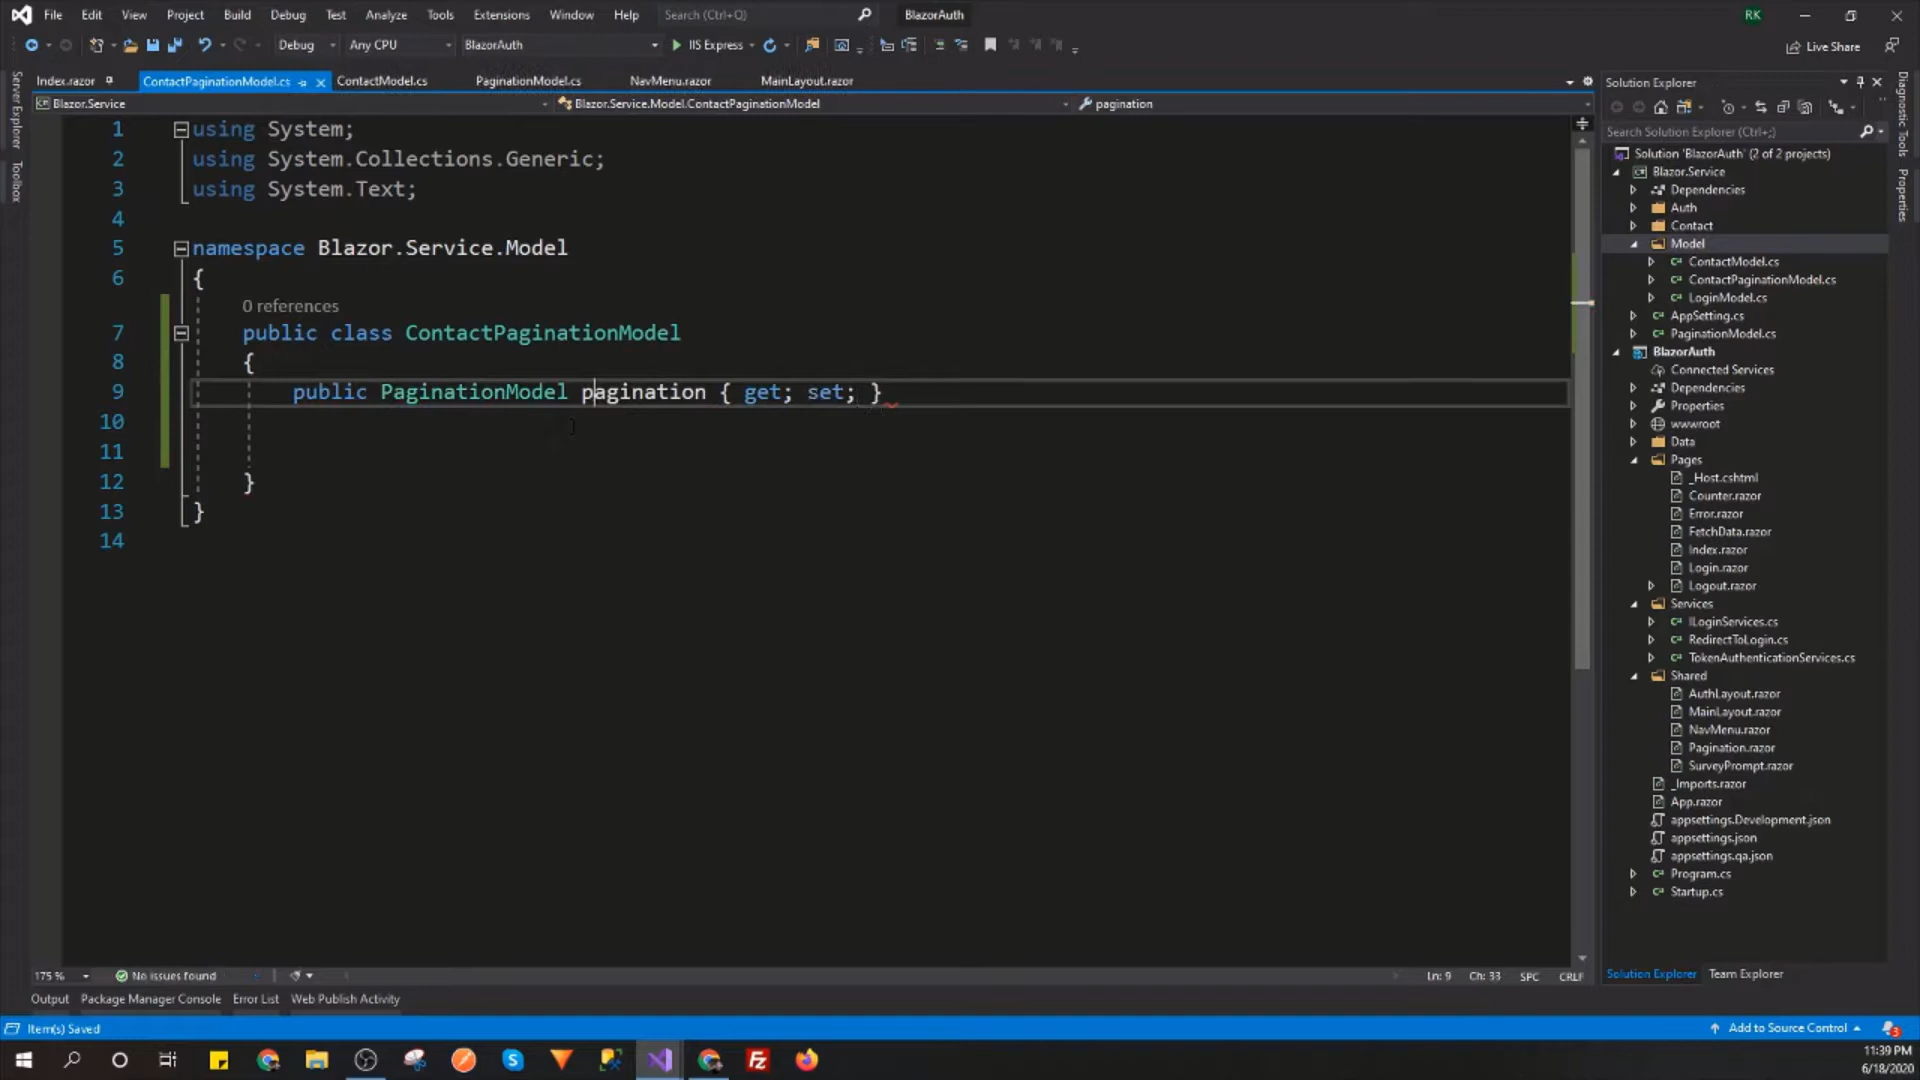 File Edit View Project Build Debug Test Analyze Tools Extensions Window Help Search (Ctrl+Q) BlazorAuth RK
Debug Any CPU BlazorAuth IIS Express Live Share
Index.razor ContactPaginationModel.cs ContactModel.cs PaginationModel.cs NavMenu.razor MainLayout.razor
Blazor.Service Blazor.Service.Model.ContactPaginationModel pagination
Server Explorer
Toolbox
1 using System;
2 using System.Collections.Generic;
3 using System.Text;
4
5 namespace Blazor.Service.Model
6 {
0 references
7 public class ContactPaginationModel
8 {
9 public PaginationModel pagination { get; set; }
10
11
12 }
13 }
14
175 % No issues found Ln: 9 Ch: 33 SPC CRLF
Output Package Manager Console Error List Web Publish Activity
Solution Explorer
Search Solution Explorer (Ctrl+;)
Solution 'BlazorAuth' (2 of 2 projects)
Blazor.Service
Dependencies
Auth
Contact
Model
ContactModel.cs
ContactPaginationModel.cs
LoginModel.cs
AppSetting.cs
PaginationModel.cs
BlazorAuth
Connected Services
Dependencies
Properties
wwwroot
Data
Pages
_Host.cshtml
Counter.razor
Error.razor
FetchData.razor
Index.razor
Login.razor
Logout.razor
Services
ILoginServices.cs
RedirectToLogin.cs
TokenAuthenticationServices.cs
Shared
AuthLayout.razor
MainLayout.razor
NavMenu.razor
Pagination.razor
SurveyPrompt.razor
_Imports.razor
App.razor
appsettings.Development.json
appsettings.json
appsettings.qa.json
Program.cs
Startup.cs
Solution Explorer Team Explorer
Diagnostic Tools
Properties
Item(s) Saved Add to Source Control 3
11:39 PM
6/18/2020